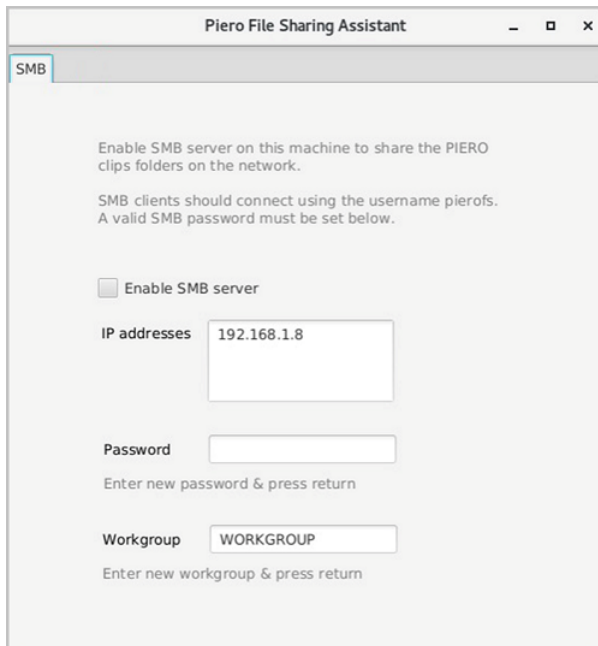 Piero File Sharing Assistant
SMB
Enable SMB server on this machine to share the PIERO
clips folders on the network.
SMB clients should connect using the username pierofs.
A valid SMB password must be set below.
Enable SMB server
IP addresses 192.168.1.8
Password
Enter new password & press return
Workgroup WORKGROUP
Enter new workgroup & press return